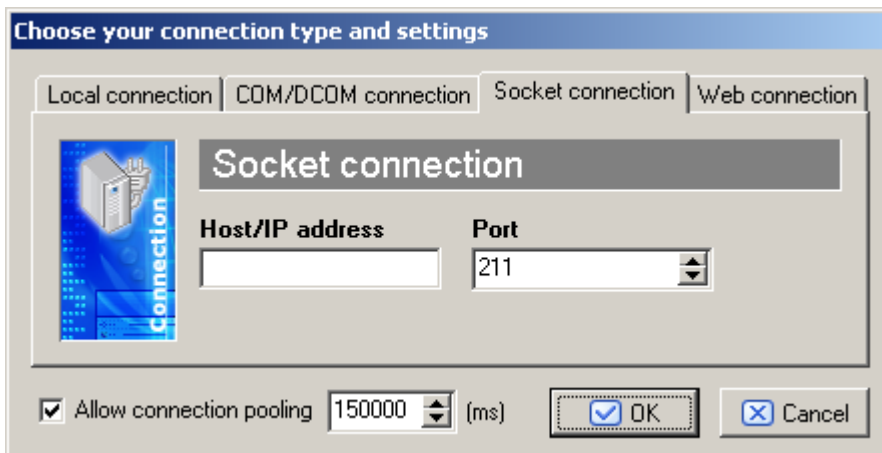 Choose your connection type and settings
Local connection COM/DCOM connection Socket connection Web connection
Socket connection
Connection
Host/IP address Port
211
Allow connection pooling 150000 (ms) OK Cancel